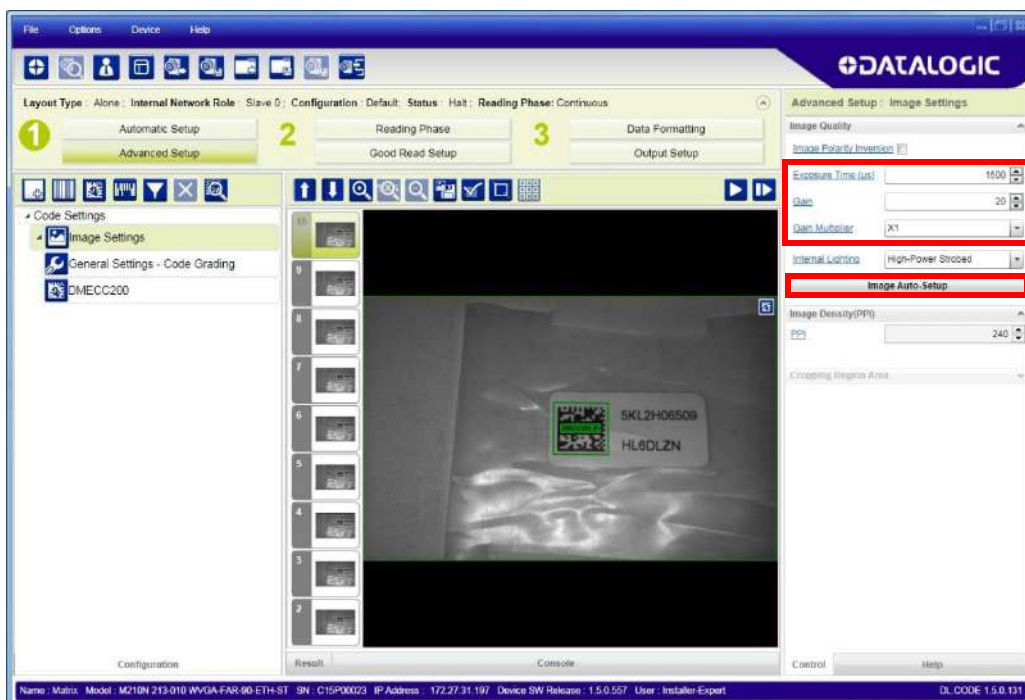 File Options Device Help
DATALOGIC
Layout Type : Alone ; Internal Network Role : Slave 0 ; Configuration : Default; Status : Halt ; Reading Phase: Continuous
1 Automatic Setup
Advanced Setup
2 Reading Phase
Good Read Setup
3 Data Formatting
Output Setup
Code Settings
Image Settings
General Settings - Code Grading
DMECC200
Configuration
10
9
8
7
6
5
4
3
2
5KL2H06509
HL6DLZN
Result Console
Advanced Setup : Image Settings
Image Quality
Image Polarity Inversion
Exposure Time (us) 1500
Gain 20
Gain Multiplier X1
Internal Lighting High-Power Strobed
Image Auto-Setup
Image Density(PPI)
PPI 240
Cropping Region Area
Control Help
Name : Matrix Model : M210N 213-010 WVGA-FAR-90-ETH-ST SN : C15P00023 IP Address : 172.27.31.197 Device SW Release : 1.5.0.557 User : Installer-Expert DL.CODE 1.5.0.131